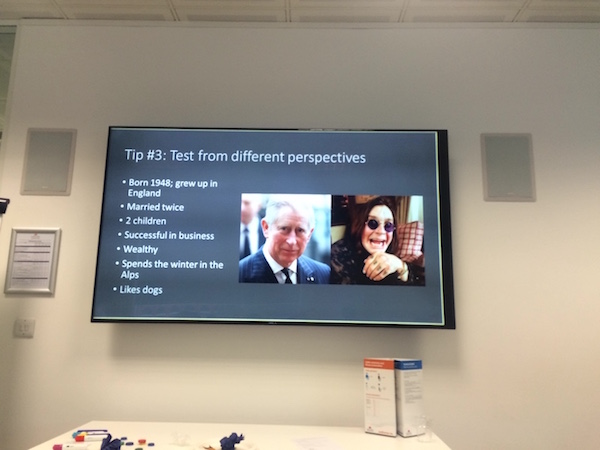 Tip #3: Test from different perspectives
• Born 1948; grew up in
England
• Married twice
• 2 children
• Successful in business
• Wealthy
• Spends the winter in the
Alps
• Likes dogs